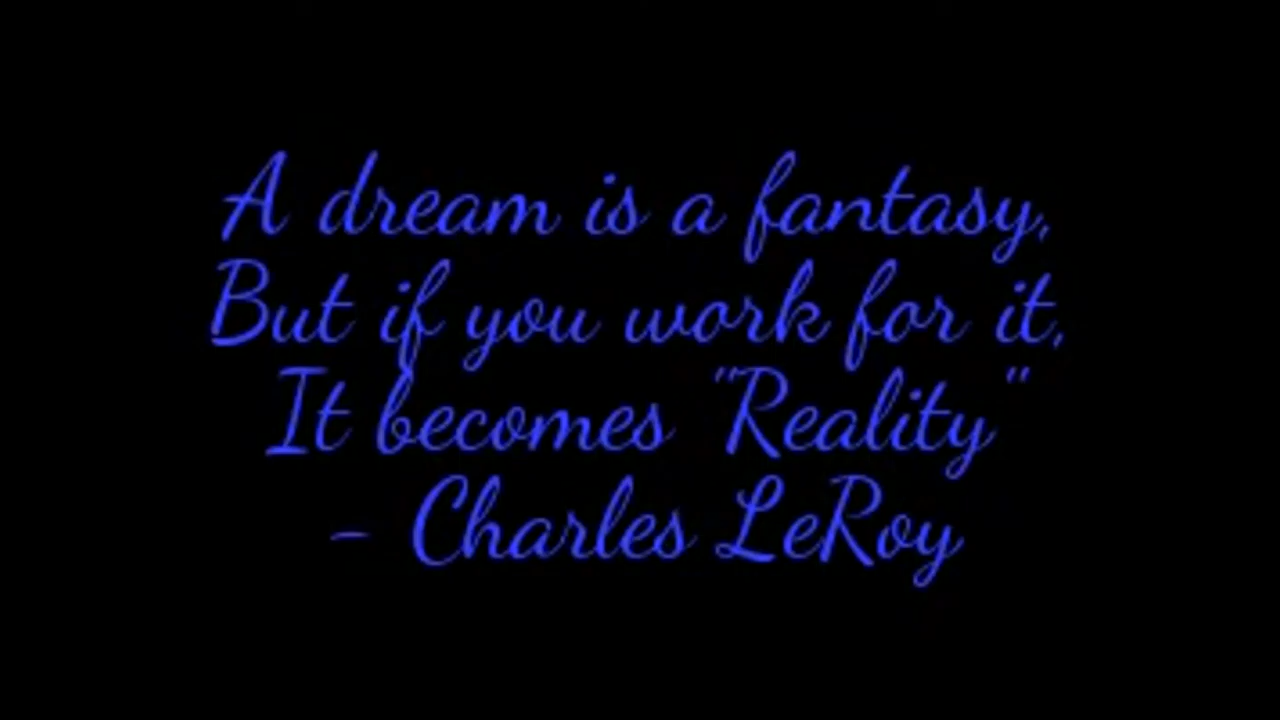 A dream is a fantasy,
But if you work for it,
It becomes "Reality"
- Charles LeRoy